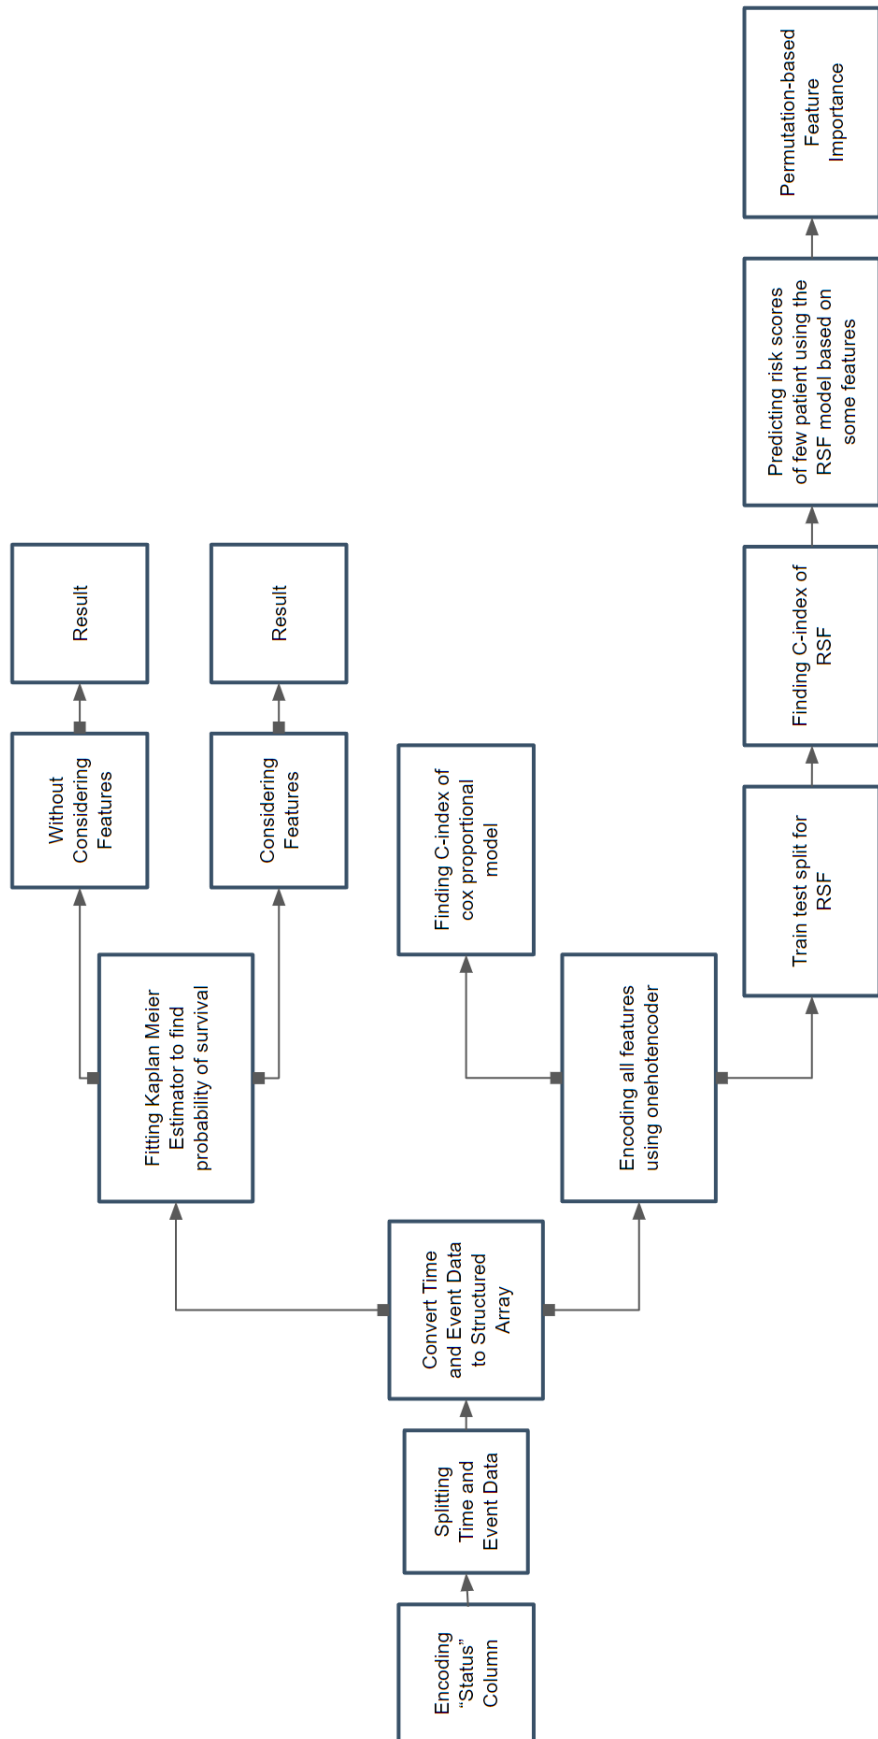 Encoding
“Status”
Column
Splitting
Time and
Event Data
Convert Time
and Event Data
to Structured
Array
Fitting Kaplan Meier
Estimator to find
probability of survival
Without
Considering
Features
Result
Considering
Features
Result
Encoding all features
using onehotencoder
Finding C-index of
cox proportional
model
Train test split for
RSF
Finding C-index of
RSF
Predicting risk scores
of few patient using the
RSF model based on
some features
Permutation-based
Feature
Importance